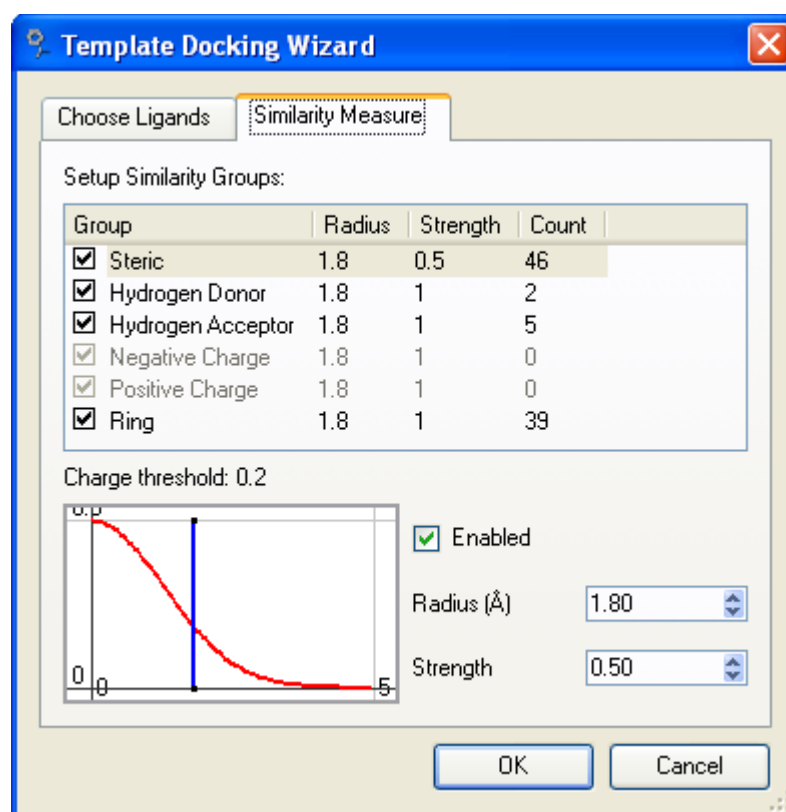 Template Docking Wizard
Choose Ligands Similarity Measure
Setup Similarity Groups:
Group Radius Strength Count
Steric 1.8 0.5 46
Hydrogen Donor 1.8 1 2
Hydrogen Acceptor 1.8 1 5
Negative Charge 1.8 1 0
Positive Charge 1.8 1 0
Ring 1.8 1 39
Charge threshold: 0.2
0.5
Enabled
Radius (Å) 1.80
Strength 0.50
0 0 5
OK Cancel